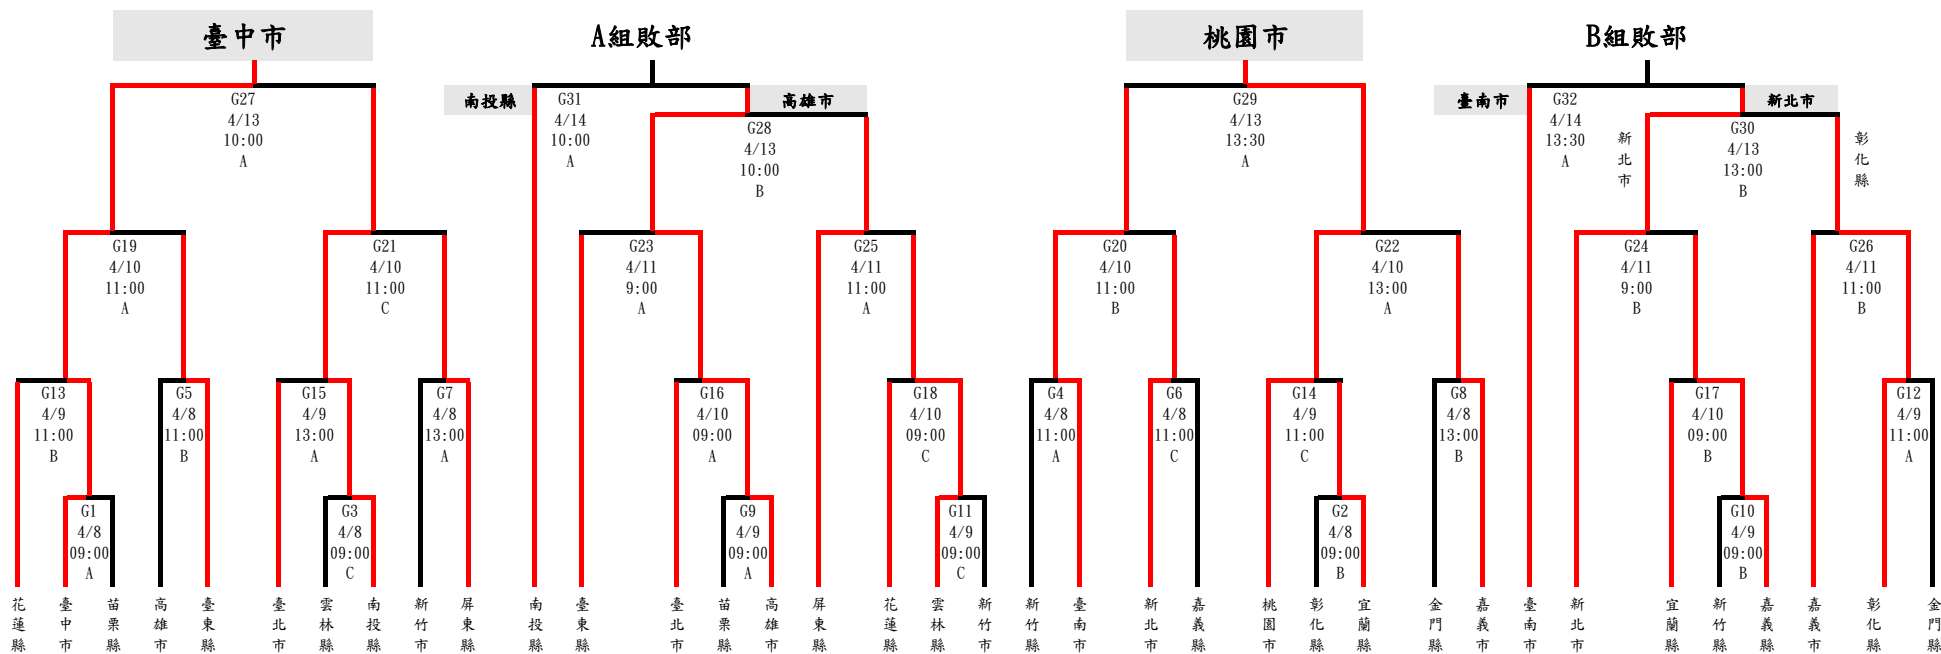 臺中市
A組敗部
桃園市
B組敗部
南投縣
高雄市
臺南市
新北市
G27
4/13
10:00
A
G31
4/14
10:00
A
G28
4/13
10:00
B
G29
4/13
13:30
A
G32
4/14
13:30
A
新北市
G30
4/13
13:00
B
彰化縣
G19
4/10
11:00
A
G21
4/10
11:00
C
G23
4/11
9:00
A
G25
4/11
11:00
A
G20
4/10
11:00
B
G22
4/10
13:00
A
G24
4/11
9:00
B
G26
4/11
11:00
B
G13
4/9
11:00
B
G5
4/8
11:00
B
G15
4/9
13:00
A
G7
4/8
13:00
A
G16
4/10
09:00
A
G18
4/10
09:00
C
G4
4/8
11:00
A
G6
4/8
11:00
C
G14
4/9
11:00
C
G8
4/8
13:00
B
G17
4/10
09:00
B
G12
4/9
11:00
A
G1
4/8
09:00
A
G3
4/8
09:00
C
G9
4/9
09:00
A
G11
4/9
09:00
C
G2
4/8
09:00
B
G10
4/9
09:00
B
花蓮縣
臺中市
苗栗縣
高雄市
臺東縣
臺北市
雲林縣
南投縣
新竹市
屏東縣
南投縣
臺東縣
臺北市
苗栗縣
高雄市
屏東縣
花蓮縣
雲林縣
新竹市
新竹縣
臺南市
新北市
嘉義縣
桃園市
彰化縣
宜蘭縣
金門縣
嘉義市
臺南市
新北市
宜蘭縣
新竹縣
嘉義縣
嘉義市
彰化縣
金門縣